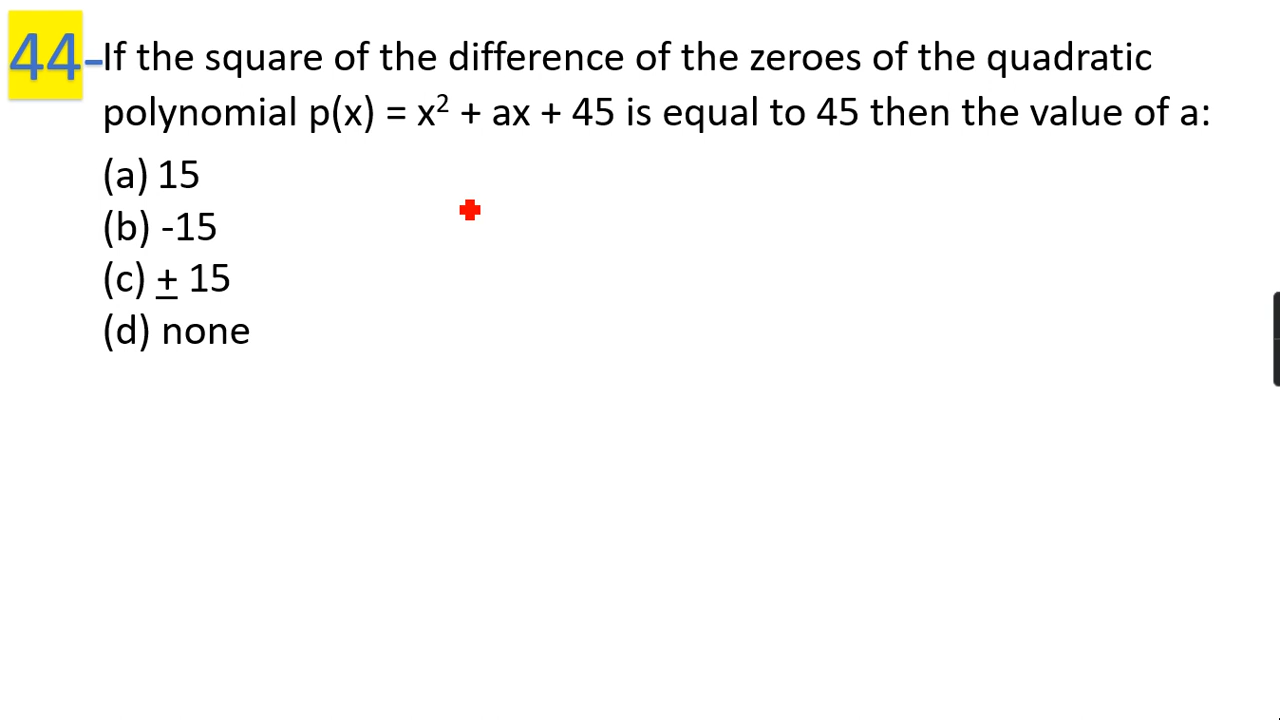 44-If the square of the difference of the zeroes of the quadratic
polynomial p(x) = x² + ax + 45 is equal to 45 then the value of a:
(a) 15
(b) -15
(c) ± 15
(d) none